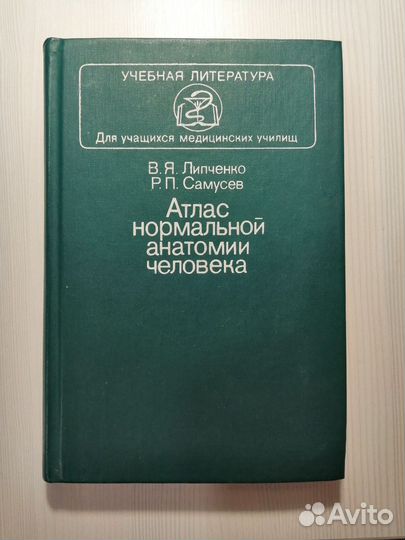 УЧЕБНАЯ ЛИТЕРАТУРА
Для учащихся медицинских училищ
В. Я. Липченко
Р. П. Самусев
Атлас
нормальной
анатомии
человека
Avito